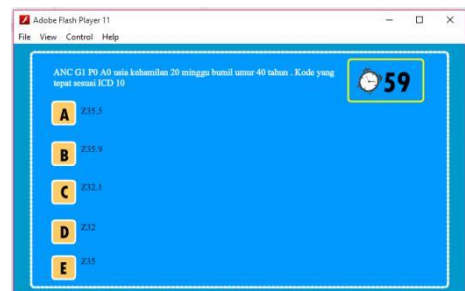 Adobe Flash Player 11
File View Control Help
ANC G1 P0 A0 usia kehamilan 20 minggu bumil umur 40 tahun . Kode yang
tepat sesuai ICD 10
59
A Z35.5
B Z35.9
C Z32.1
D Z32
E Z35